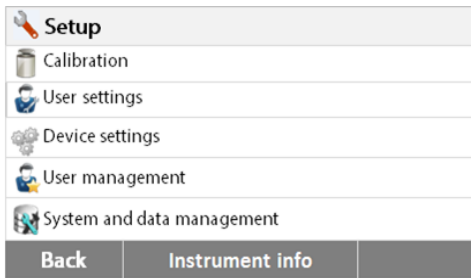 Setup
Calibration
User settings
Device settings
User management
System and data management
Back Instrument info